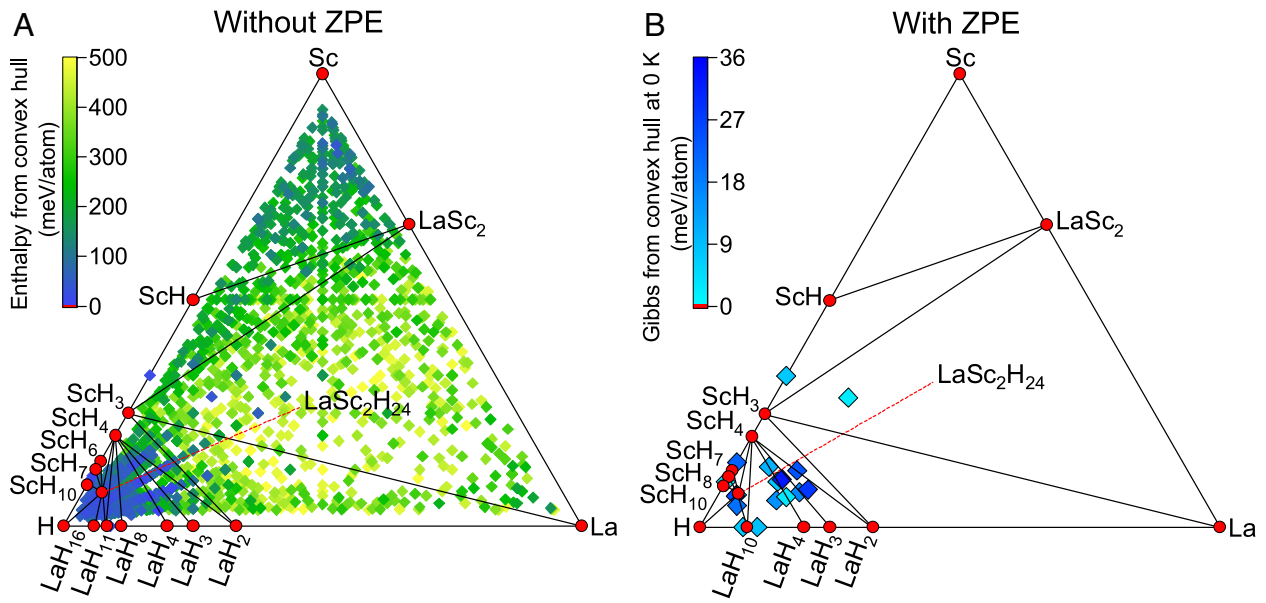 A
Without ZPE
Enthalpy from convex hull
(meV/atom)
500
400
300
200
100
0
Sc
LaSc₂
ScH
ScH₃
ScH₄
ScH₆
ScH₇
ScH₁₀
LaSc₂H₂₄
H
La
LaH₁₆
LaH₁₁
LaH₈
LaH₄
LaH₃
LaH₂
B
With ZPE
Gibbs from convex hull at 0 K
(meV/atom)
36
27
18
9
0
Sc
LaSc₂
ScH
LaSc₂H₂₄
ScH₃
ScH₄
ScH₇
ScH₈
ScH₁₀
H
La
LaH₁₀
LaH₄
LaH₃
LaH₂